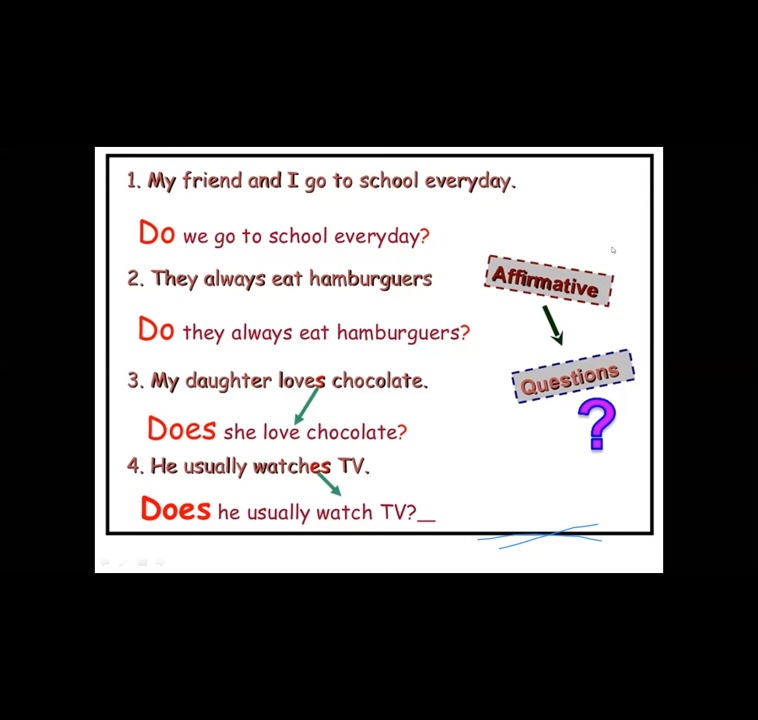 1. My friend and I go to school everyday.
Do we go to school everyday?
2. They always eat hamburguers
Affirmative
Do they always eat hamburguers?
3. My daughter loves chocolate.
Questions
?
Does she love chocolate?
4. He usually watches TV.
Does he usually watch TV?__